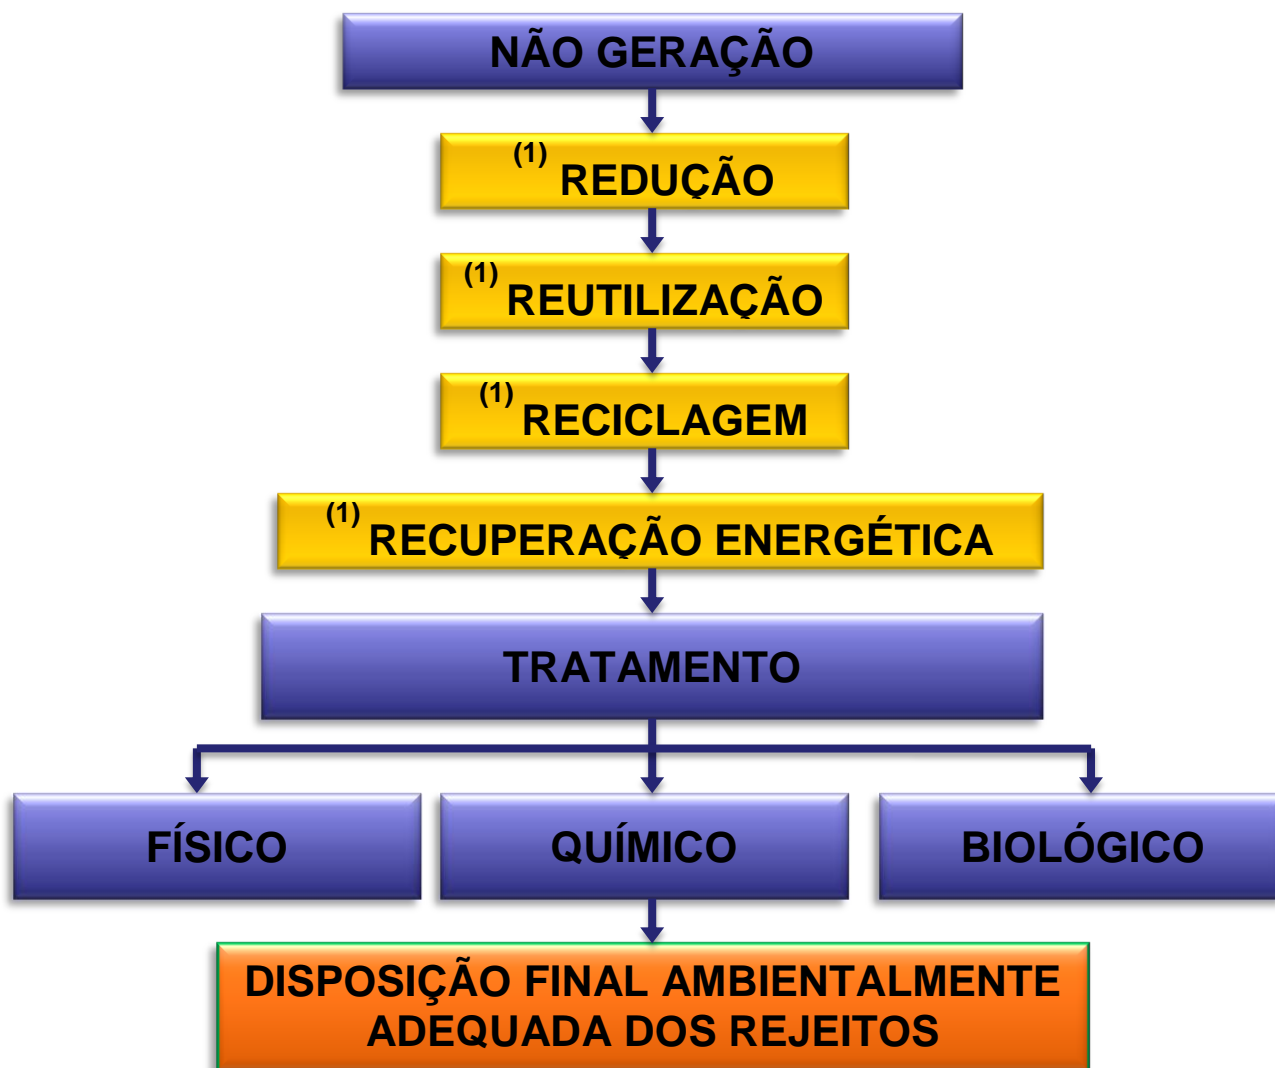 NÃO GERAÇÃO
(1) REDUÇÃO
(1) REUTILIZAÇÃO
(1) RECICLAGEM
(1) RECUPERAÇÃO ENERGÉTICA
TRATAMENTO
FÍSICO
QUÍMICO
BIOLÓGICO
DISPOSIÇÃO FINAL AMBIENTALMENTE
ADEQUADA DOS REJEITOS